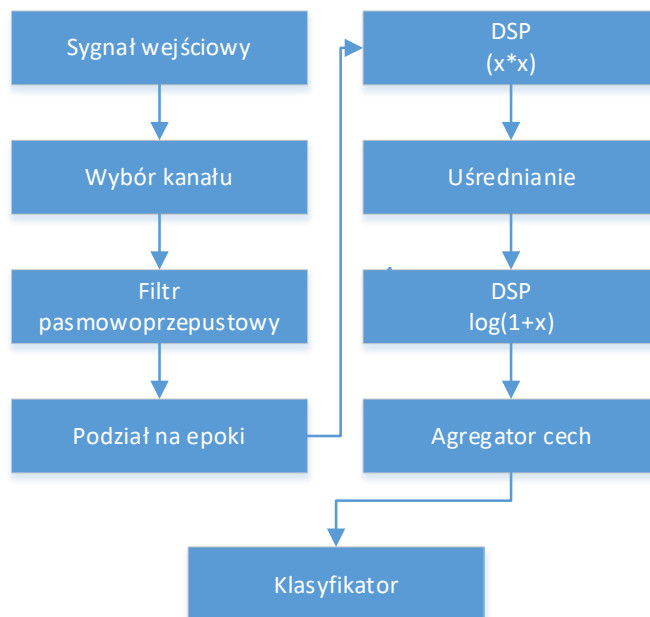 Sygnał wejściowy
Wybór kanału
Filtr
pasmowoprzepustowy
Podział na epoki
DSP
(x*x)
Uśrednianie
DSP
log(1+x)
Agregator cech
Klasyfikator